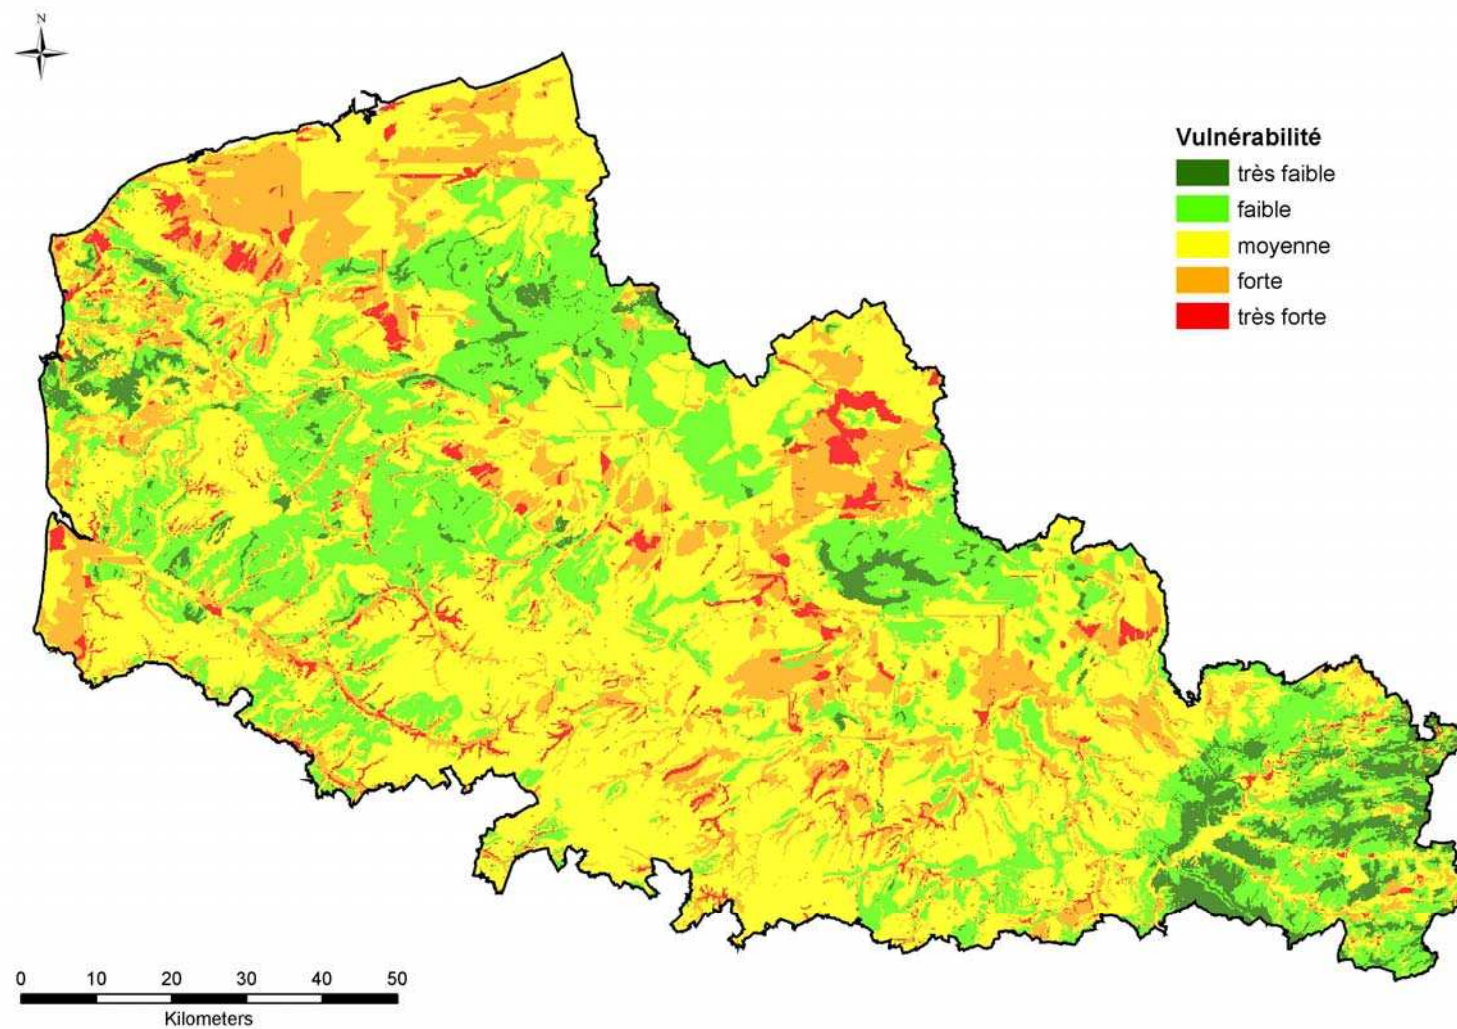 N
Vulnérabilité
très faible
faible
moyenne
forte
très forte
0 10 20 30 40 50
Kilometers